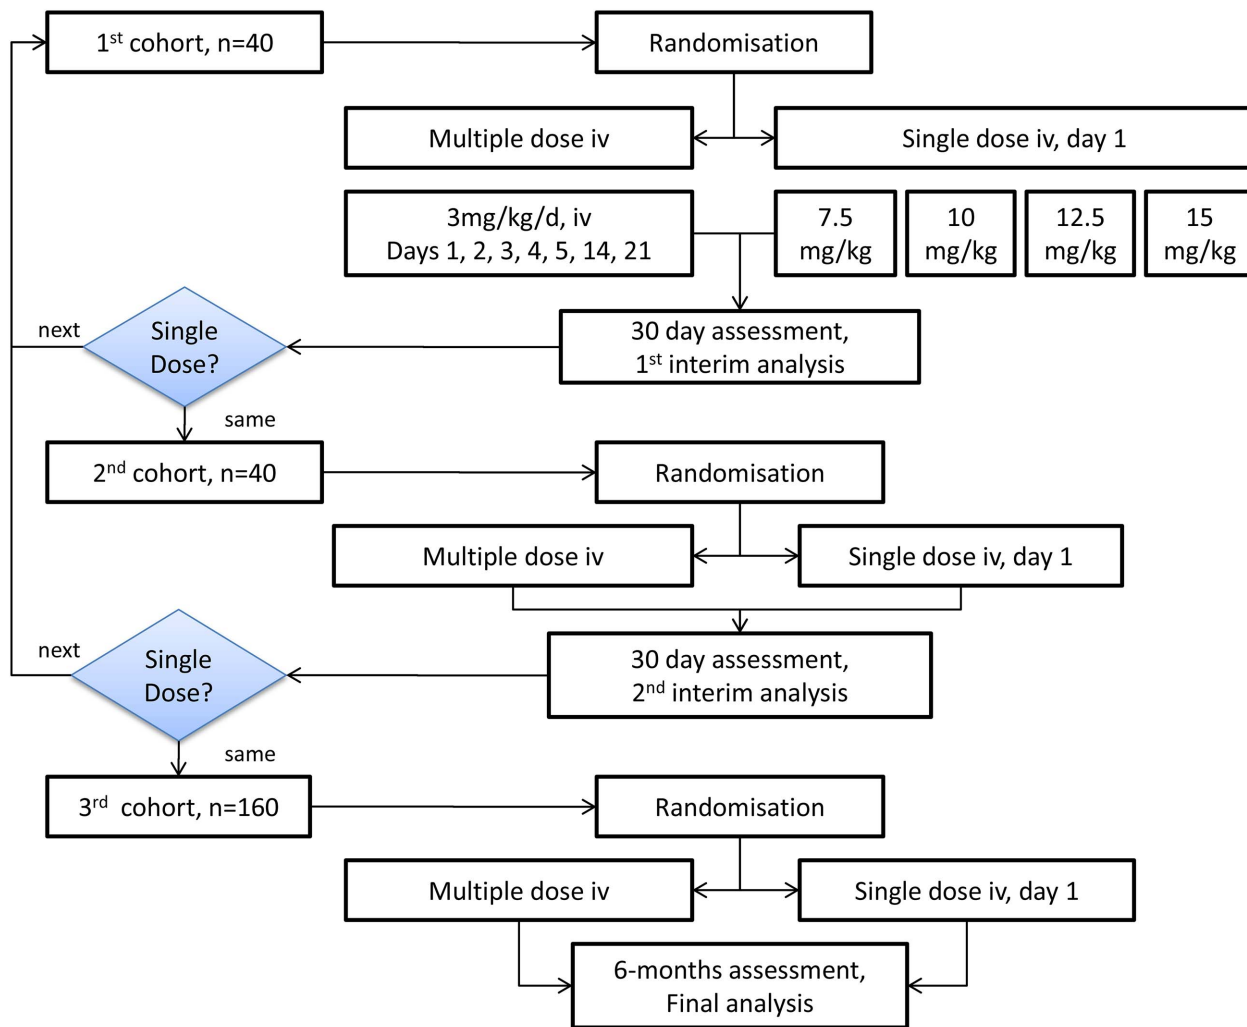 1st cohort, n=40
Randomisation
Multiple dose iv
Single dose iv, day 1
3mg/kg/d, iv
Days 1, 2, 3, 4, 5, 14, 21
7.5
mg/kg
10
mg/kg
12.5
mg/kg
15
mg/kg
next
Single
Dose?
30 day assessment,
1st interim analysis
same
2nd cohort, n=40
Randomisation
Multiple dose iv
Single dose iv, day 1
next
Single
Dose?
30 day assessment,
2nd interim analysis
same
3rd cohort, n=160
Randomisation
Multiple dose iv
Single dose iv, day 1
6-months assessment,
Final analysis